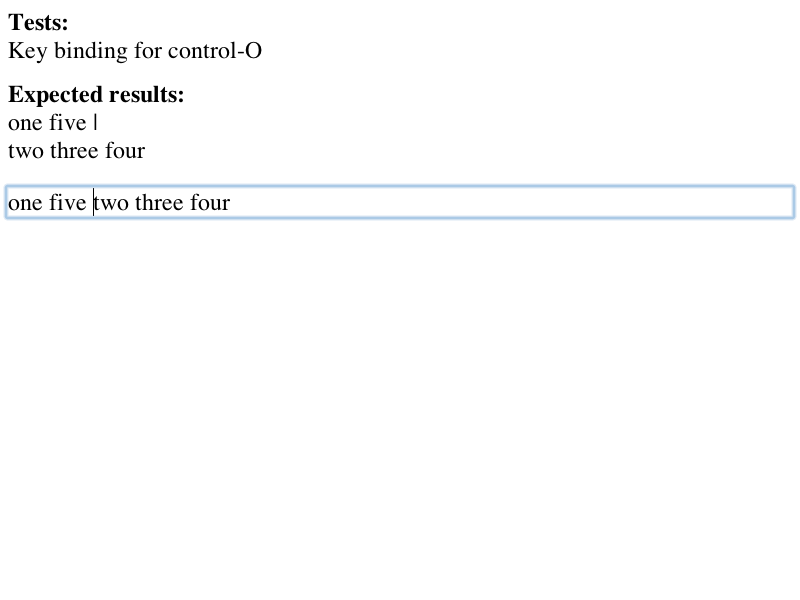 Tests:
Key binding for control-O
Expected results:
one five |
two three four
one five two three four